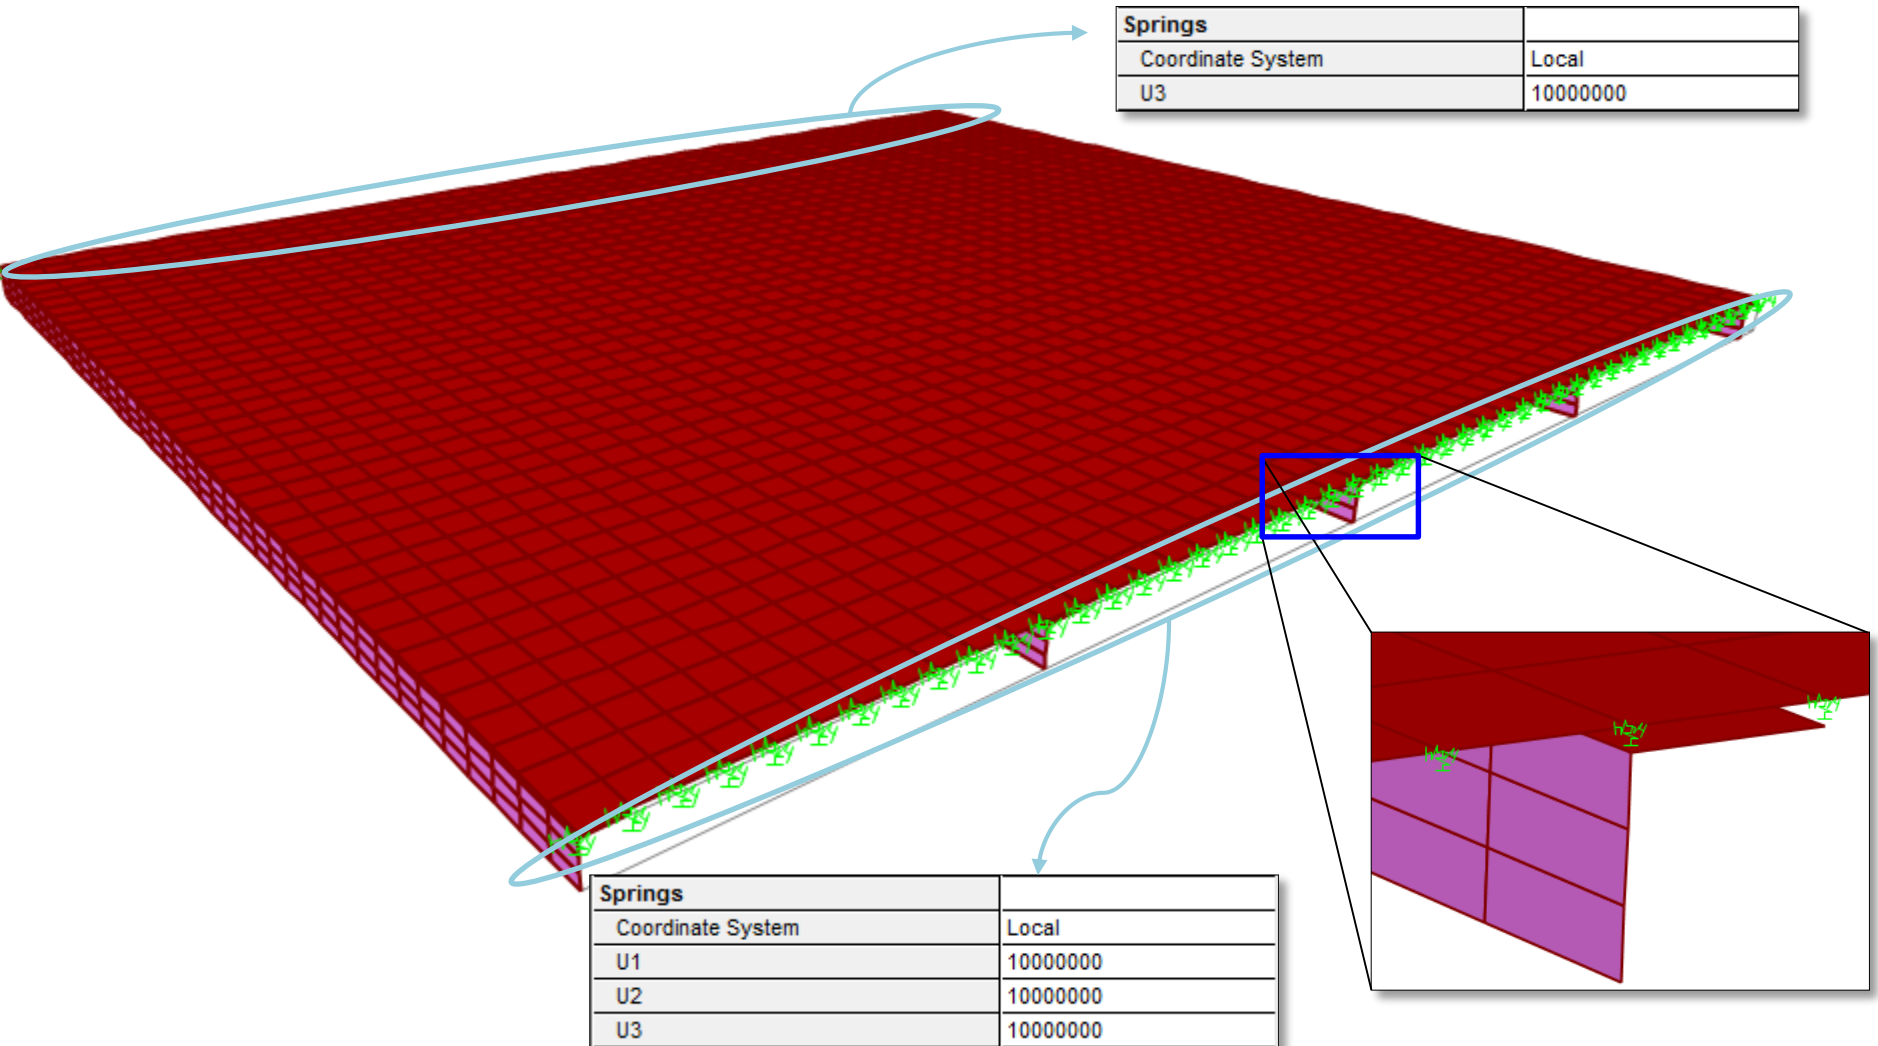 Springs
Coordinate System Local
U3 10000000
Springs
Coordinate System Local
U1 10000000
U2 10000000
U3 10000000